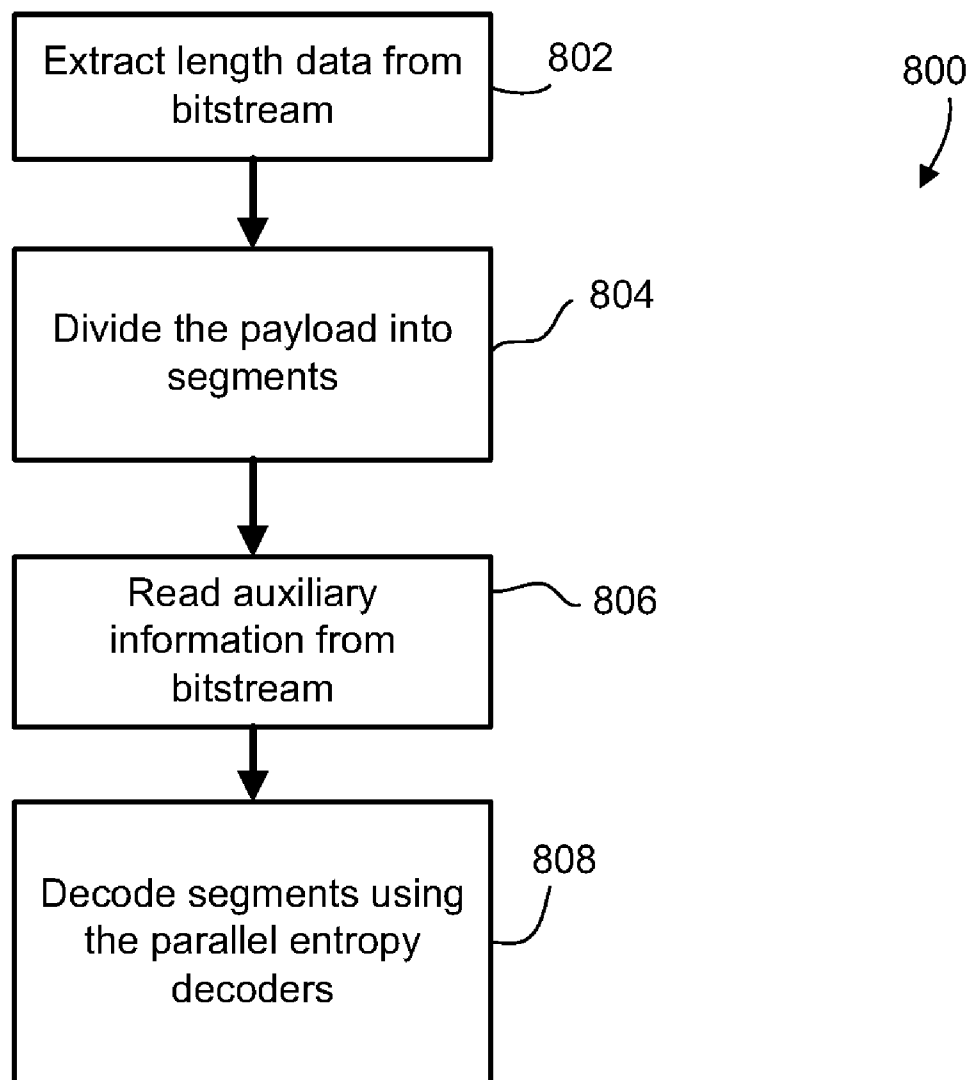 Extract length data from
bitstream
802
800
Divide the payload into
segments
804
Read auxiliary
information from
bitstream
806
Decode segments using
the parallel entropy
decoders
808